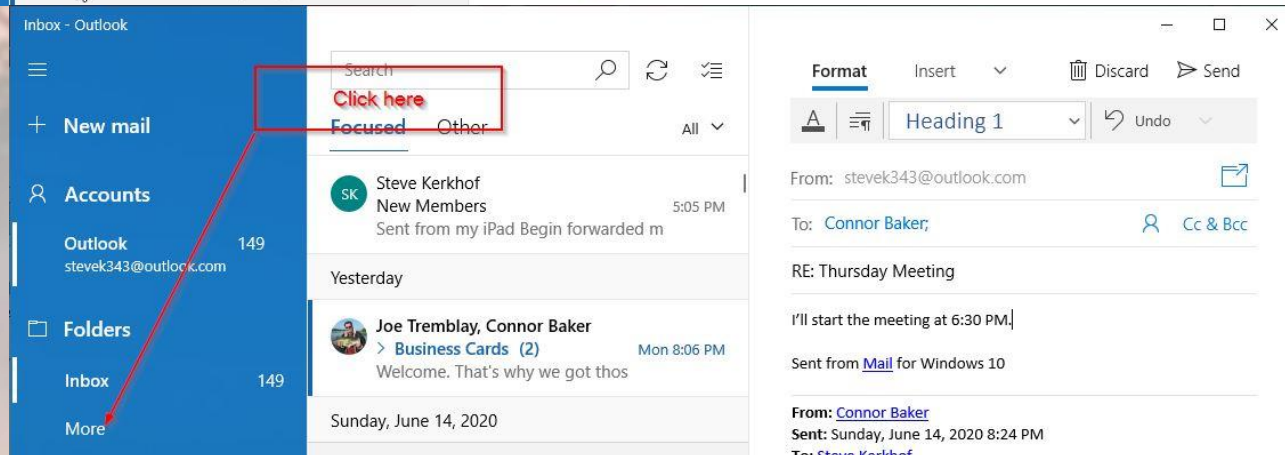 Inbox - Outlook
New mail
Accounts
Outlook 149
stevek343@outlook.com
Folders
Inbox 149
More
Search
Click here
Focused Other All
SK
Steve Kerkhof
New Members 5:05 PM
Sent from my iPad Begin forwarded m
Yesterday
Joe Tremblay, Connor Baker
> Business Cards (2) Mon 8:06 PM
Welcome. That's why we got thos
Sunday, June 14, 2020
Format Insert Discard Send
A Heading 1 Undo
From: stevek343@outlook.com
To: Connor Baker; Cc & Bcc
RE: Thursday Meeting
I'll start the meeting at 6:30 PM.
Sent from Mail for Windows 10
From: Connor Baker
Sent: Sunday, June 14, 2020 8:24 PM
To: Steve Kerkhof